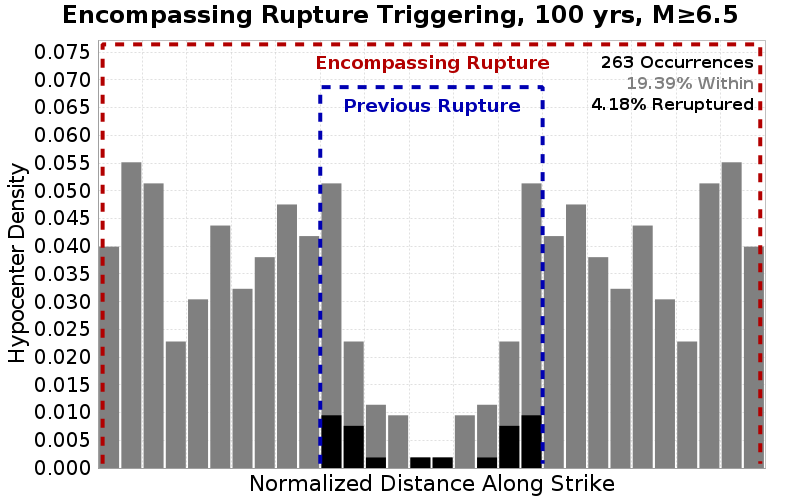 Encompassing Rupture Triggering, 100 yrs, M≥6.5
Encompassing Rupture
Previous Rupture
263 Occurrences
19.39% Within
4.18% Reruptured
Hypocenter Density
0.075
0.070
0.065
0.060
0.055
0.050
0.045
0.040
0.035
0.030
0.025
0.020
0.015
0.010
0.005
0.000
Normalized Distance Along Strike